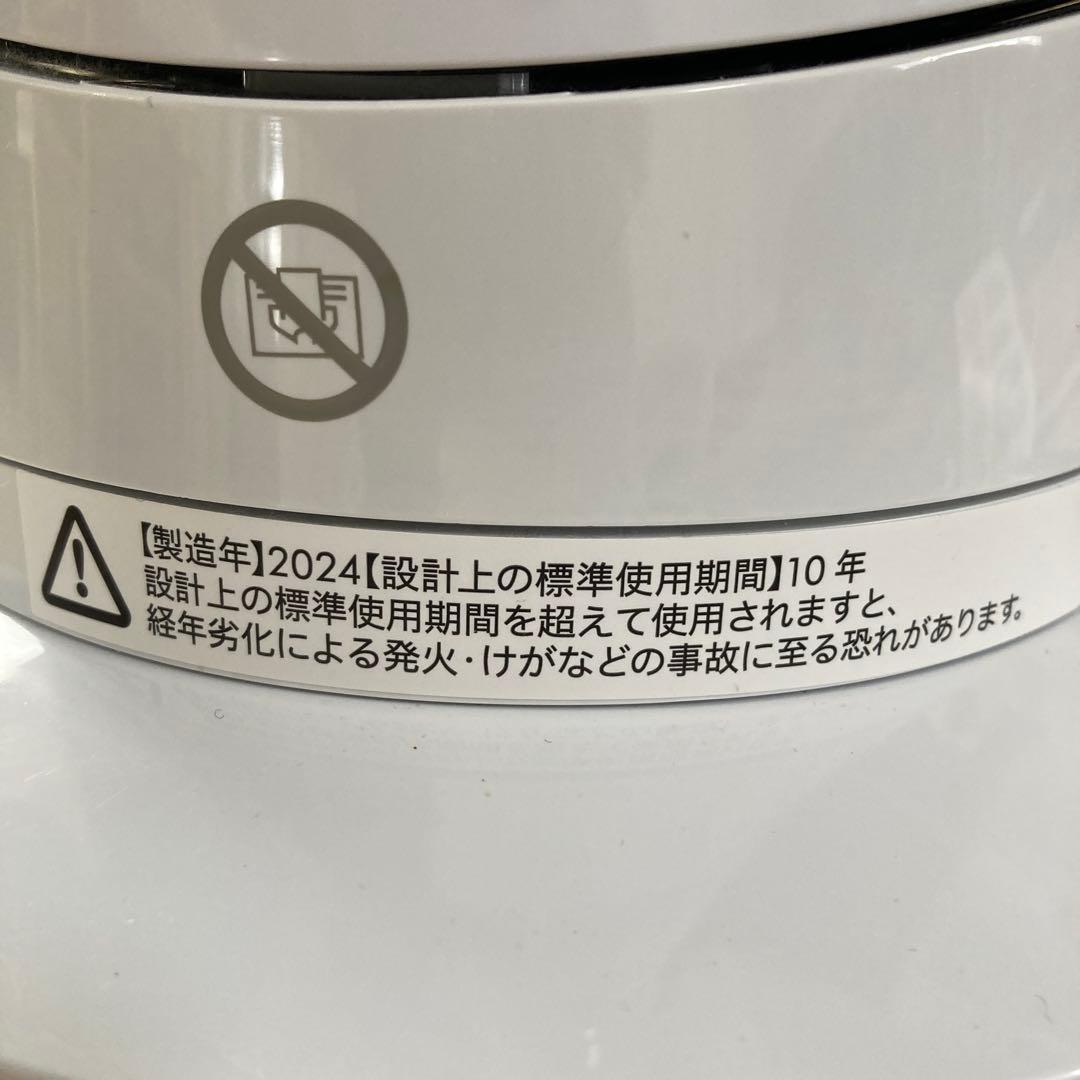 【製造年】2024【設計上の標準使用期間】10年
設計上の標準使用期間を超えて使用されますと、
経年劣化による発火・けがなどの事故に至る恐れがあります。